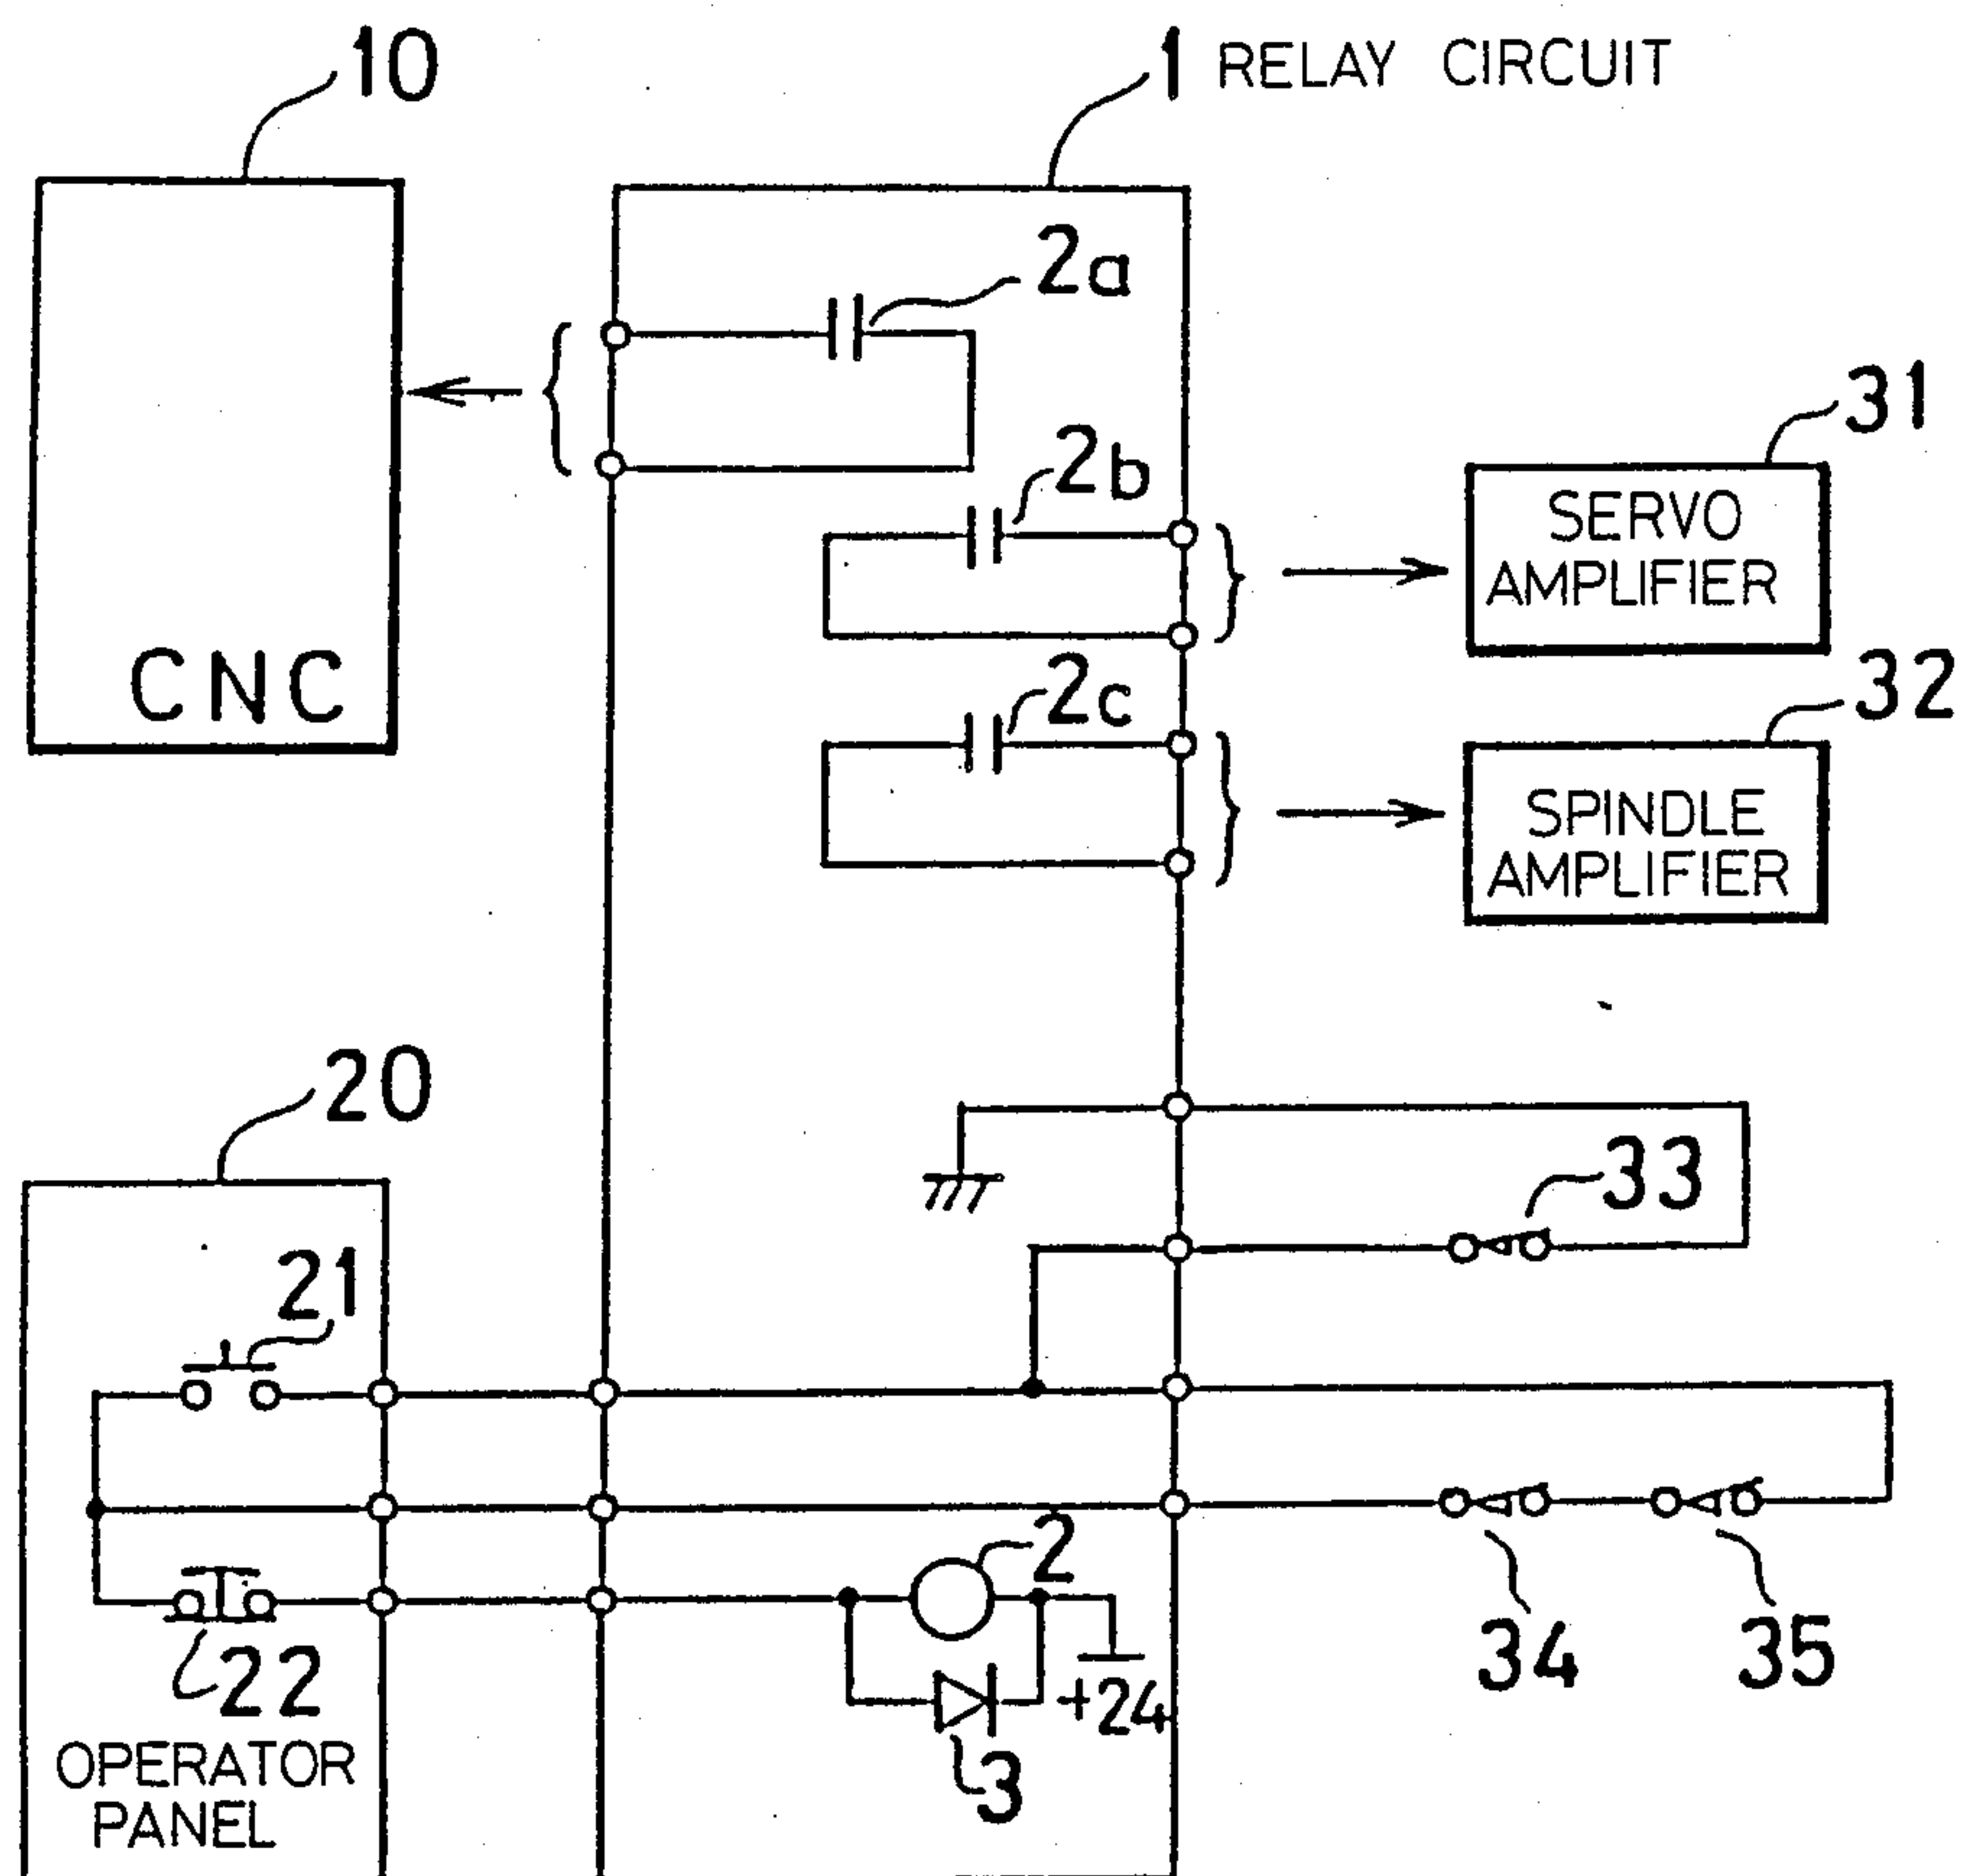 10
1 RELAY CIRCUIT
2a
2b
31
SERVO
AMPLIFIER
CNC
2c
32
SPINDLE
AMPLIFIER
20
33
21
2
34
35
22
+24
3
OPERATOR
PANEL